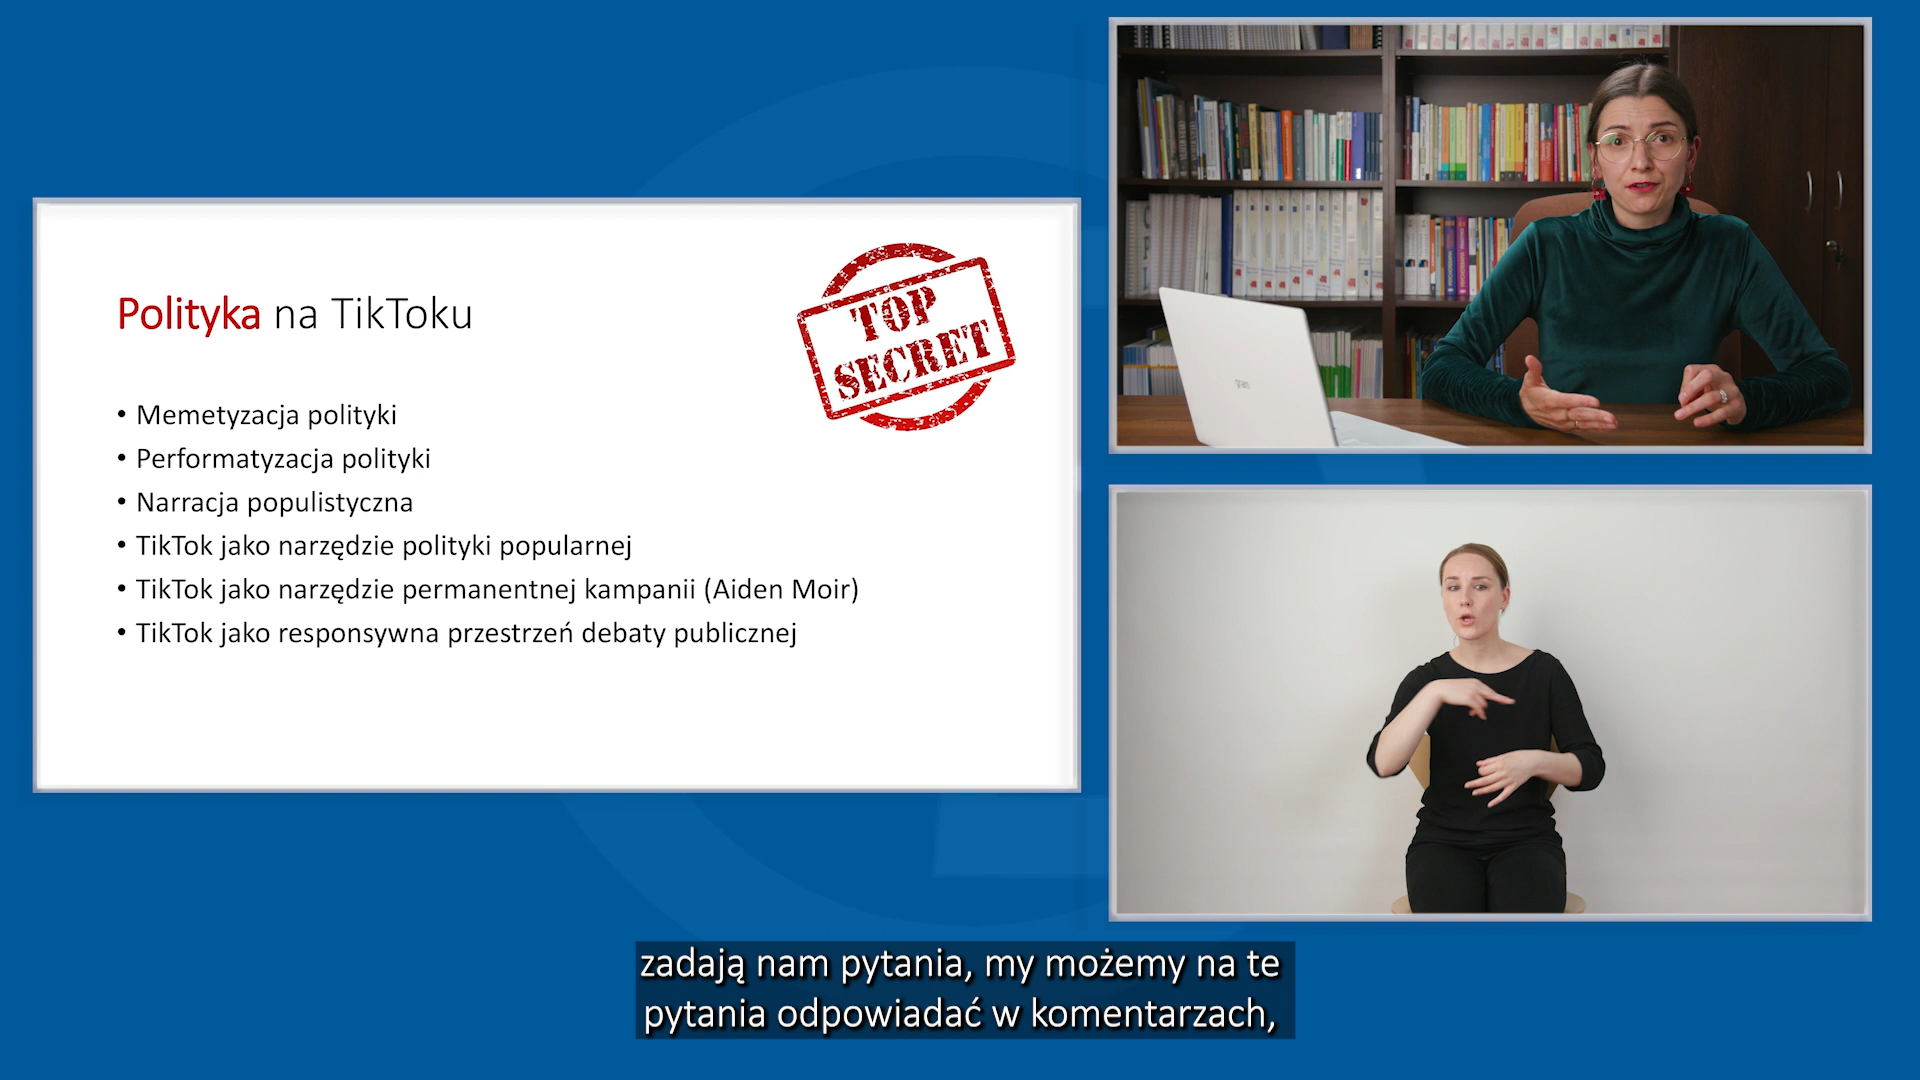 Polityka na TikToku
TOP
SECRET
• Memetyzacja polityki
• Performatyzacja polityki
• Narracja populistyczna
• TikTok jako narzędzie polityki popularnej
• TikTok jako narzędzie permanentnej kampanii (Aiden Moir)
• TikTok jako responsywna przestrzeń debaty publicznej
gram
zadają nam pytania, my możemy na te
pytania odpowiadać w komentarzach,